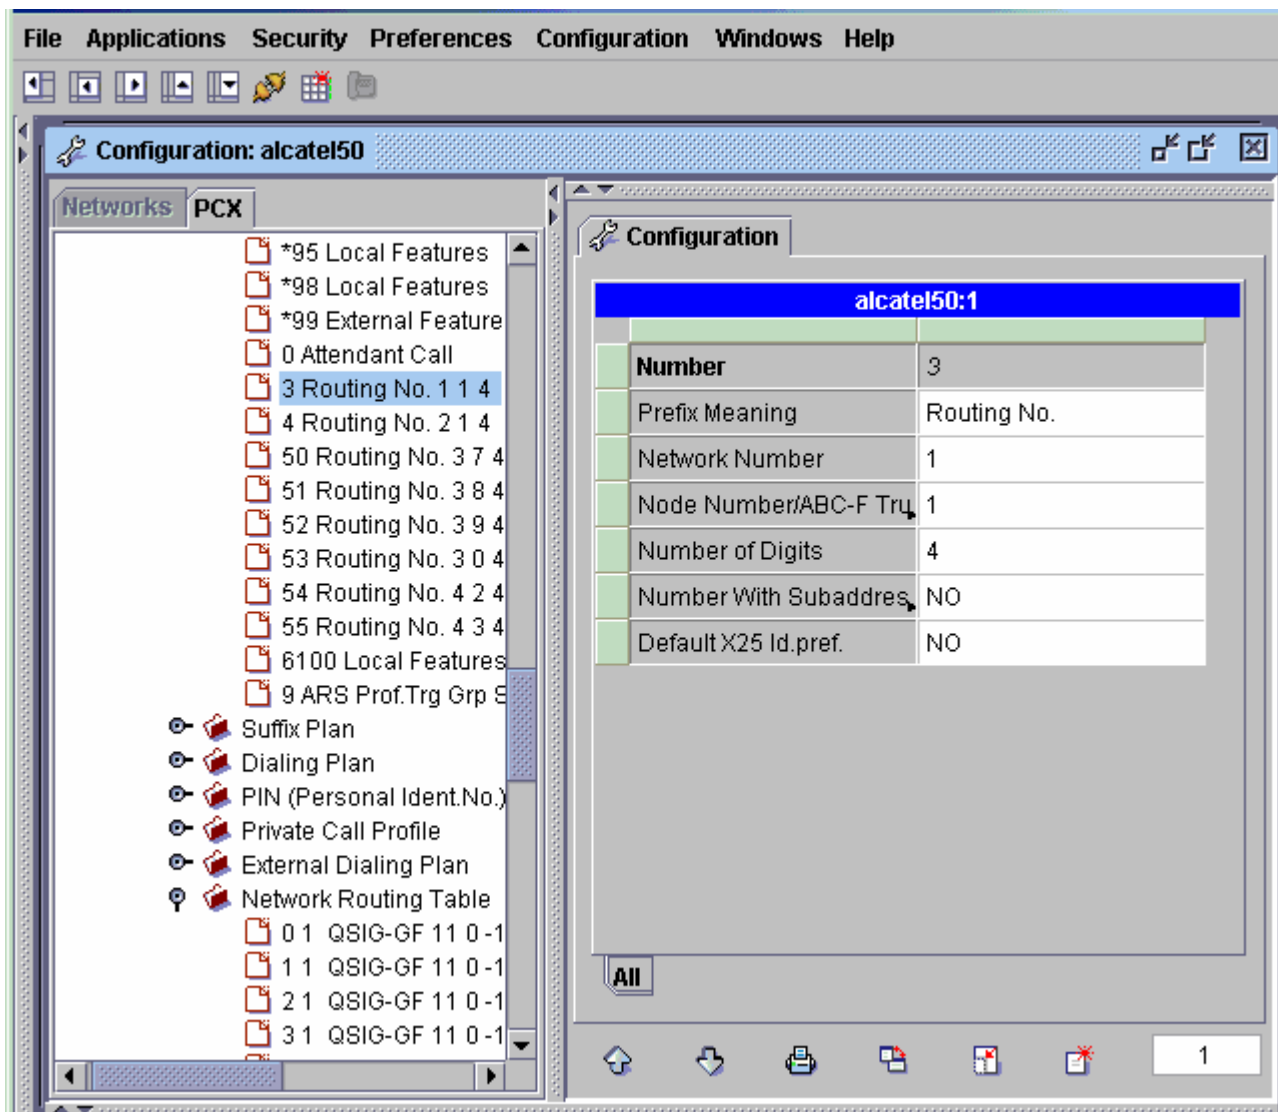 File Applications Security Preferences Configuration Windows Help
Configuration: alcatel50
Networks PCX
*95 Local Features
*98 Local Features
*99 External Feature
0 Attendant Call
3 Routing No. 1 1 4
4 Routing No. 2 1 4
50 Routing No. 3 7 4
51 Routing No. 3 8 4
52 Routing No. 3 9 4
53 Routing No. 3 0 4
54 Routing No. 4 2 4
55 Routing No. 4 3 4
6100 Local Features
9 ARS Prof.Trg Grp S
Suffix Plan
Dialing Plan
PIN (Personal Ident.No.)
Private Call Profile
External Dialing Plan
Network Routing Table
0 1 QSIG-GF 11 0 -1
1 1 QSIG-GF 11 0 -1
2 1 QSIG-GF 11 0 -1
3 1 QSIG-GF 11 0 -1
Configuration
alcatel50:1
Number 3
Prefix Meaning Routing No.
Network Number 1
Node Number/ABC-F Tru 1
Number of Digits 4
Number With Subaddres NO
Default X25 Id.pref. NO
All
1